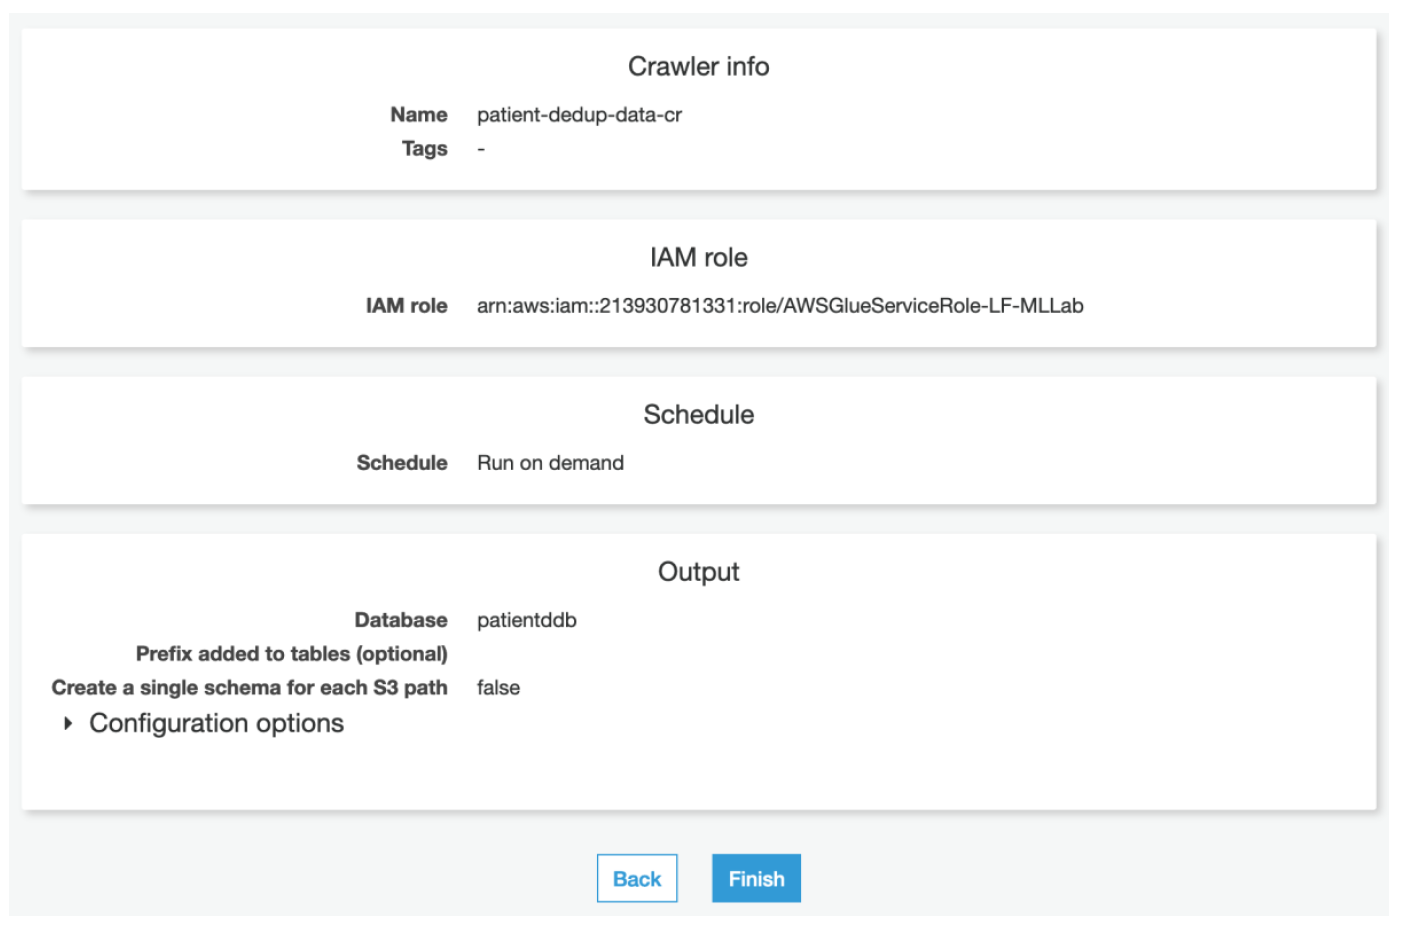 Crawler info
Name patient-dedup-data-cr
Tags -
IAM role
IAM role arn:aws:iam::213930781331:role/AWSGlueServiceRole-LF-MLLab
Schedule
Schedule Run on demand
Output
Database patientddb
Prefix added to tables (optional)
Create a single schema for each S3 path false
Configuration options
Back Finish